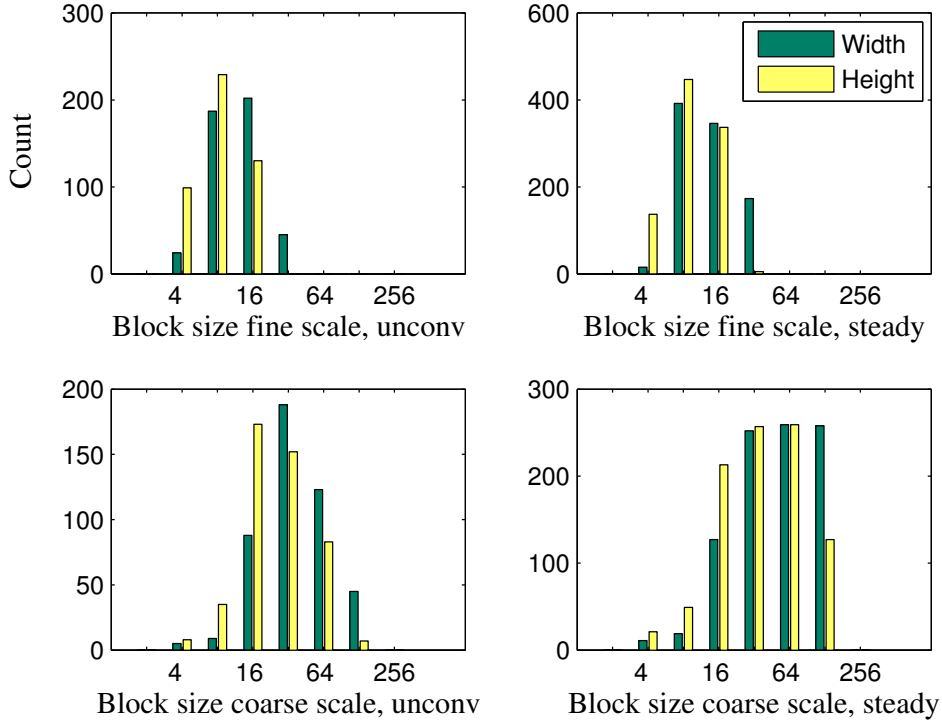 300
200
100
0
Count
4 16 64 256
Block size fine scale, unconv
600
400
200
0
Width
Height
4 16 64 256
Block size fine scale, steady
200
150
100
50
0
4 16 64 256
Block size coarse scale, unconv
300
200
100
0
4 16 64 256
Block size coarse scale, steady